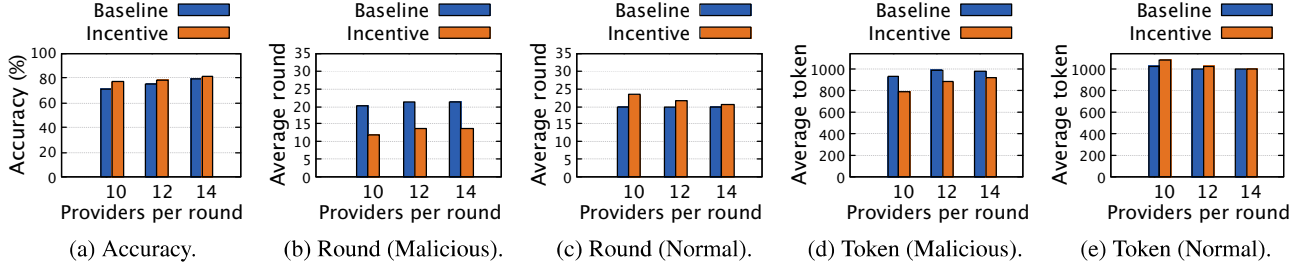 Baseline
Incentive
Accuracy (%)
100
80
60
40
20
0
10 12 14
Providers per round
(a) Accuracy.
Baseline
Incentive
Average round
35
30
25
20
15
10
5
0
10 12 14
Providers per round
(b) Round (Malicious).
Baseline
Incentive
Average round
35
30
25
20
15
10
5
0
10 12 14
Providers per round
(c) Round (Normal).
Baseline
Incentive
Average token
1000
800
600
400
200
0
10 12 14
Providers per round
(d) Token (Malicious).
Baseline
Incentive
Average token
1000
800
600
400
200
0
10 12 14
Providers per round
(e) Token (Normal).